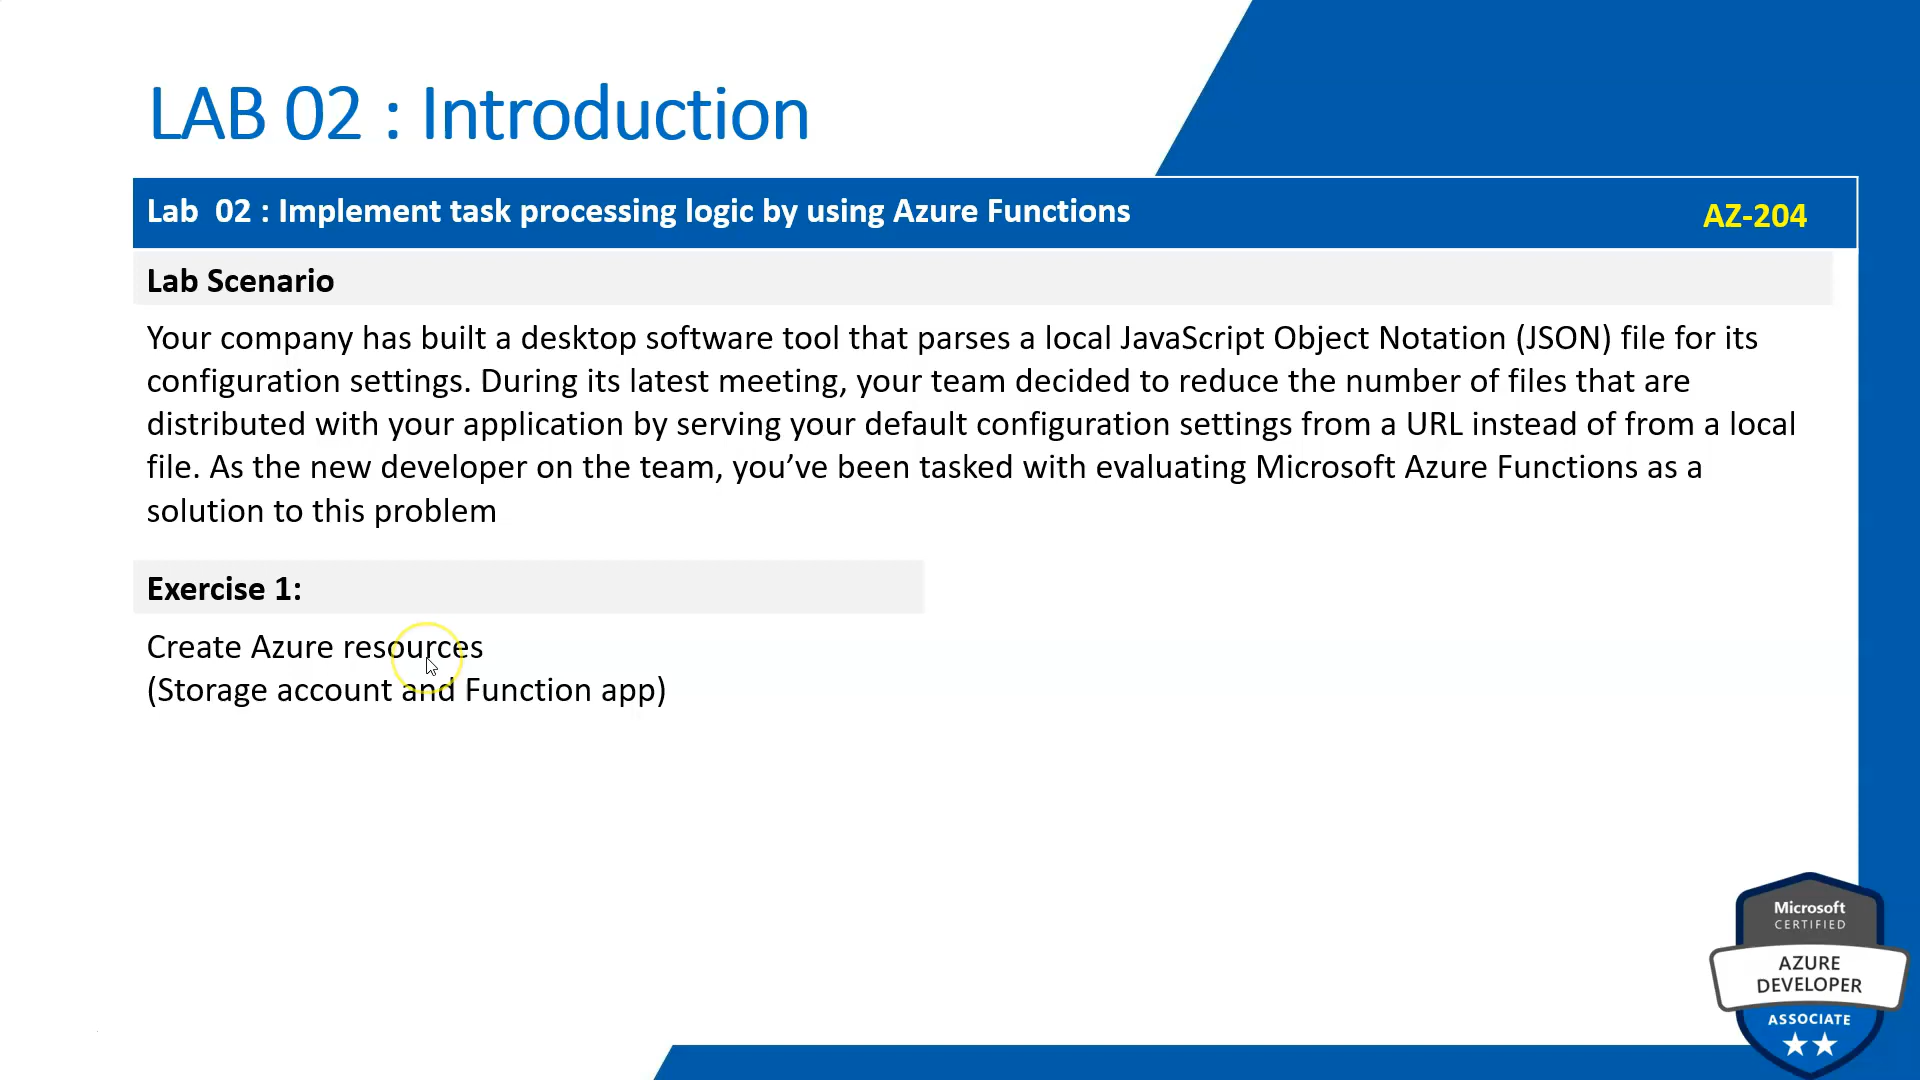 LAB 02 : Introduction
Lab  02 : Implement task processing logic by using Azure Functions
AZ-204
Lab Scenario
Your company has built a desktop software tool that parses a local JavaScript Object Notation (JSON) file for its
configuration settings. During its latest meeting, your team decided to reduce the number of files that are
distributed with your application by serving your default configuration settings from a URL instead of from a local
file. As the new developer on the team, you’ve been tasked with evaluating Microsoft Azure Functions as a
solution to this problem
Exercise 1:
Create Azure resources
(Storage account and Function app)
Microsoft
CERTIFIED
AZURE
DEVELOPER
ASSOCIATE